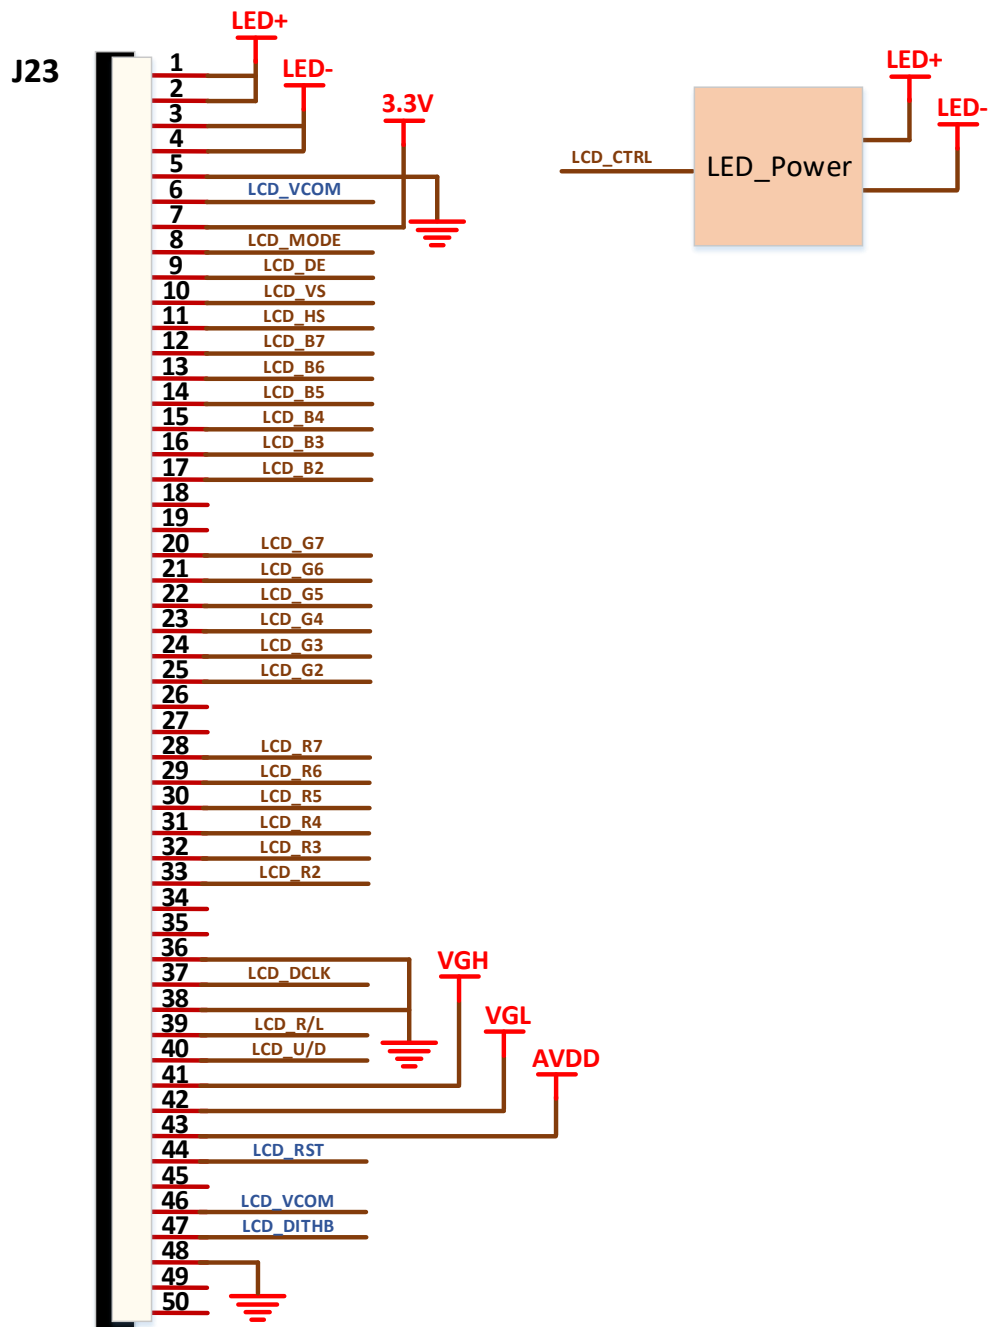 LED+
J23
1
2
LED-
3
4
3.3V
5
6 LCD_VCOM
7
8 LCD_MODE
9 LCD_DE
10 LCD_VS
11 LCD_HS
12 LCD_B7
13 LCD_B6
14 LCD_B5
15 LCD_B4
16 LCD_B3
17 LCD_B2
18
19
20 LCD_G7
21 LCD_G6
22 LCD_G5
23 LCD_G4
24 LCD_G3
25 LCD_G2
26
27
28 LCD_R7
29 LCD_R6
30 LCD_R5
31 LCD_R4
32 LCD_R3
33 LCD_R2
34
35
36
37 LCD_DCLK
38
39 LCD_R/L
40 LCD_U/D
VGH
VGL
AVDD
41
42
43
44 LCD_RST
45
46 LCD_VCOM
47 LCD_DITHB
48
49
50
LED+
LED-
LCD_CTRL
LED_Power